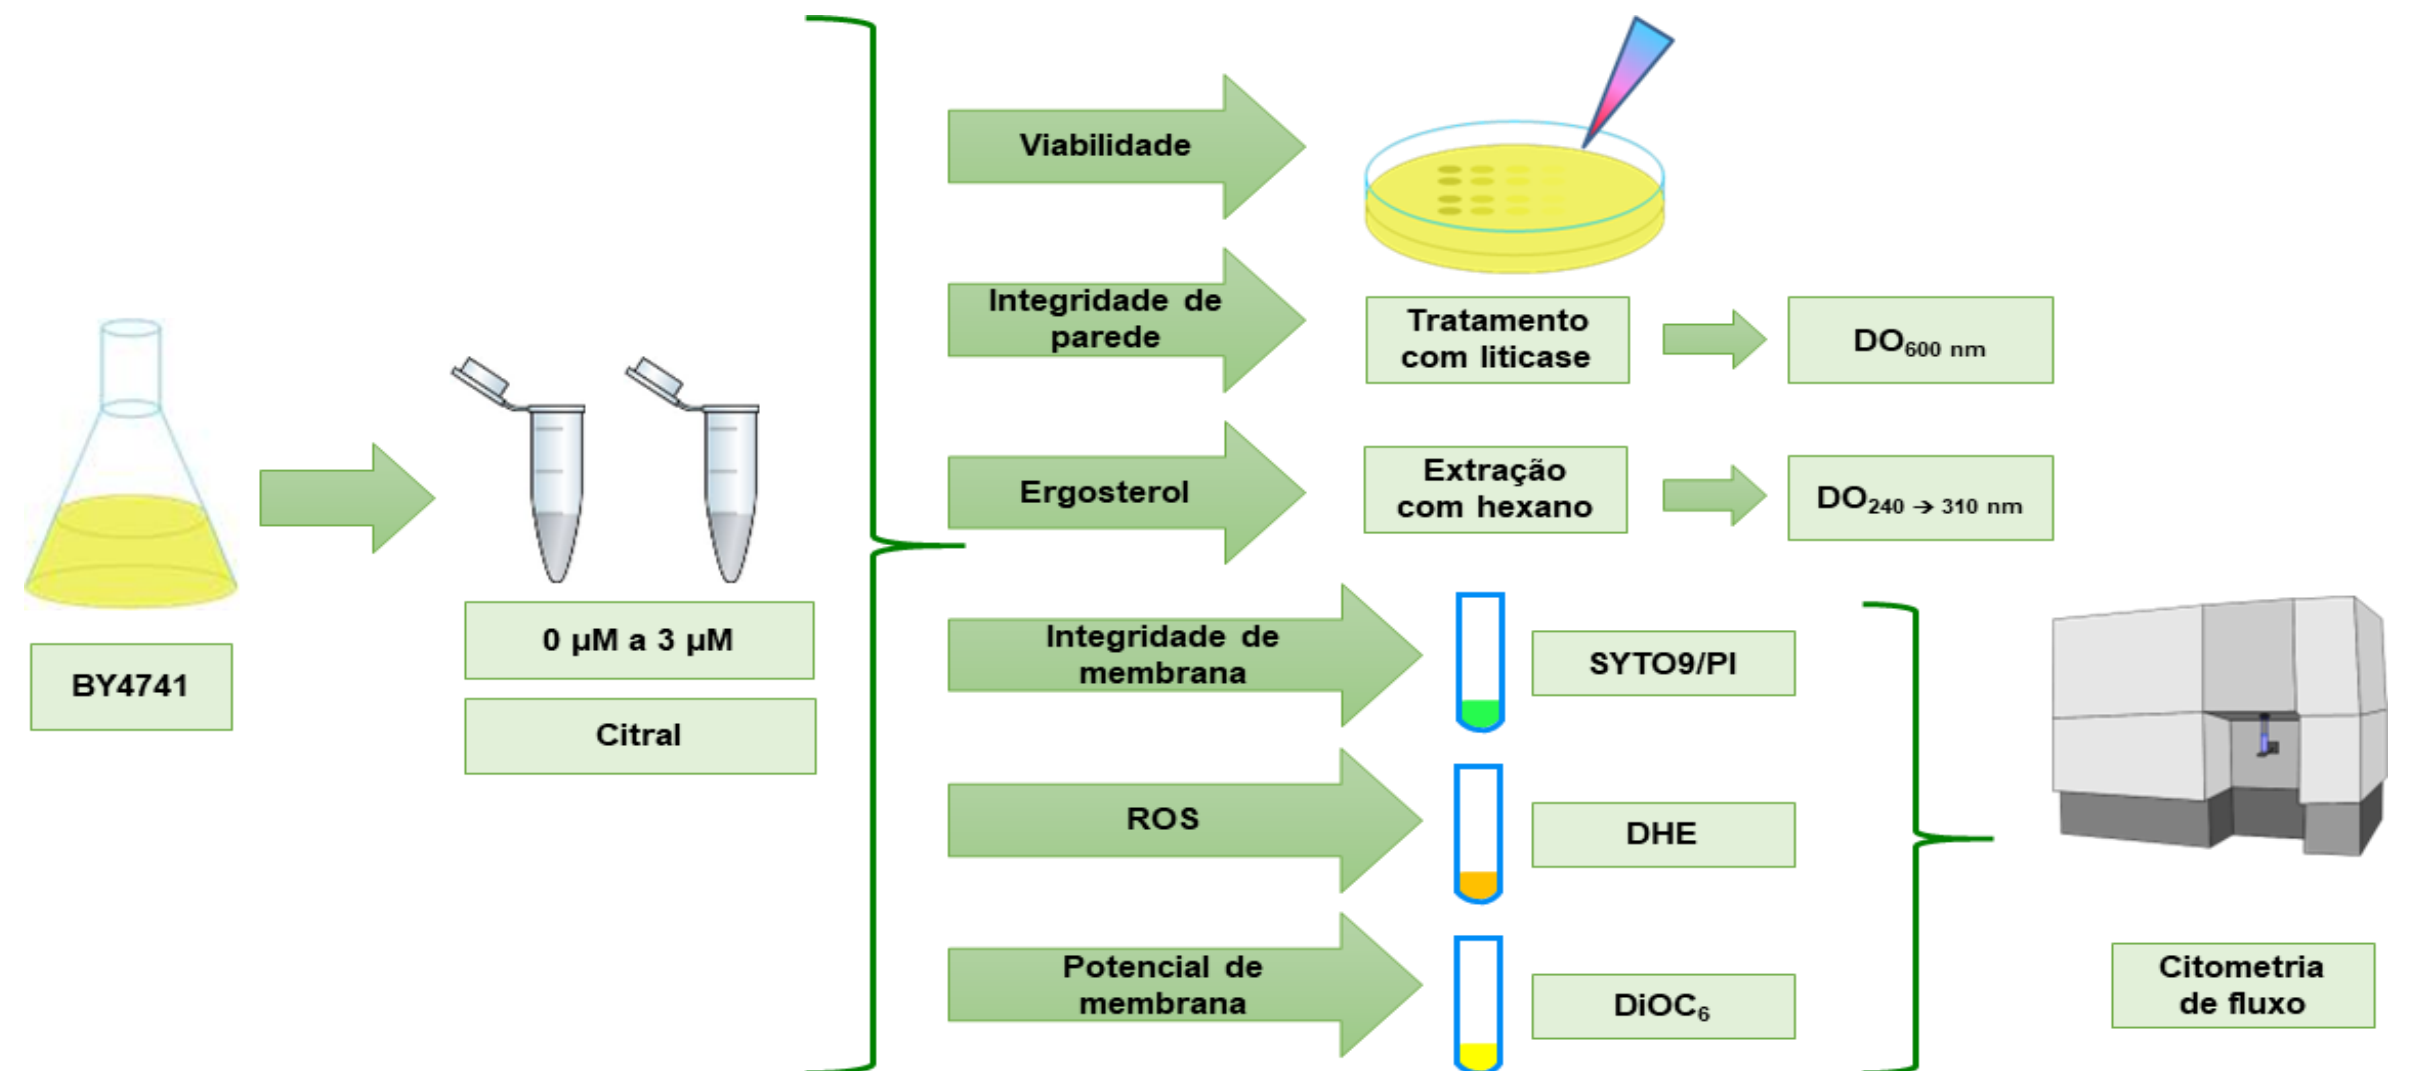 BY4741
0 µM a 3 µM
Citral
Viabilidade
Integridade de
parede
Tratamento
com liticase
DO600 nm
Ergosterol
Extração
com hexano
DO240 → 310 nm
Integridade de
membrana
SYTO9/PI
ROS
DHE
Potencial de
membrana
DiOC6
Citometria
de fluxo